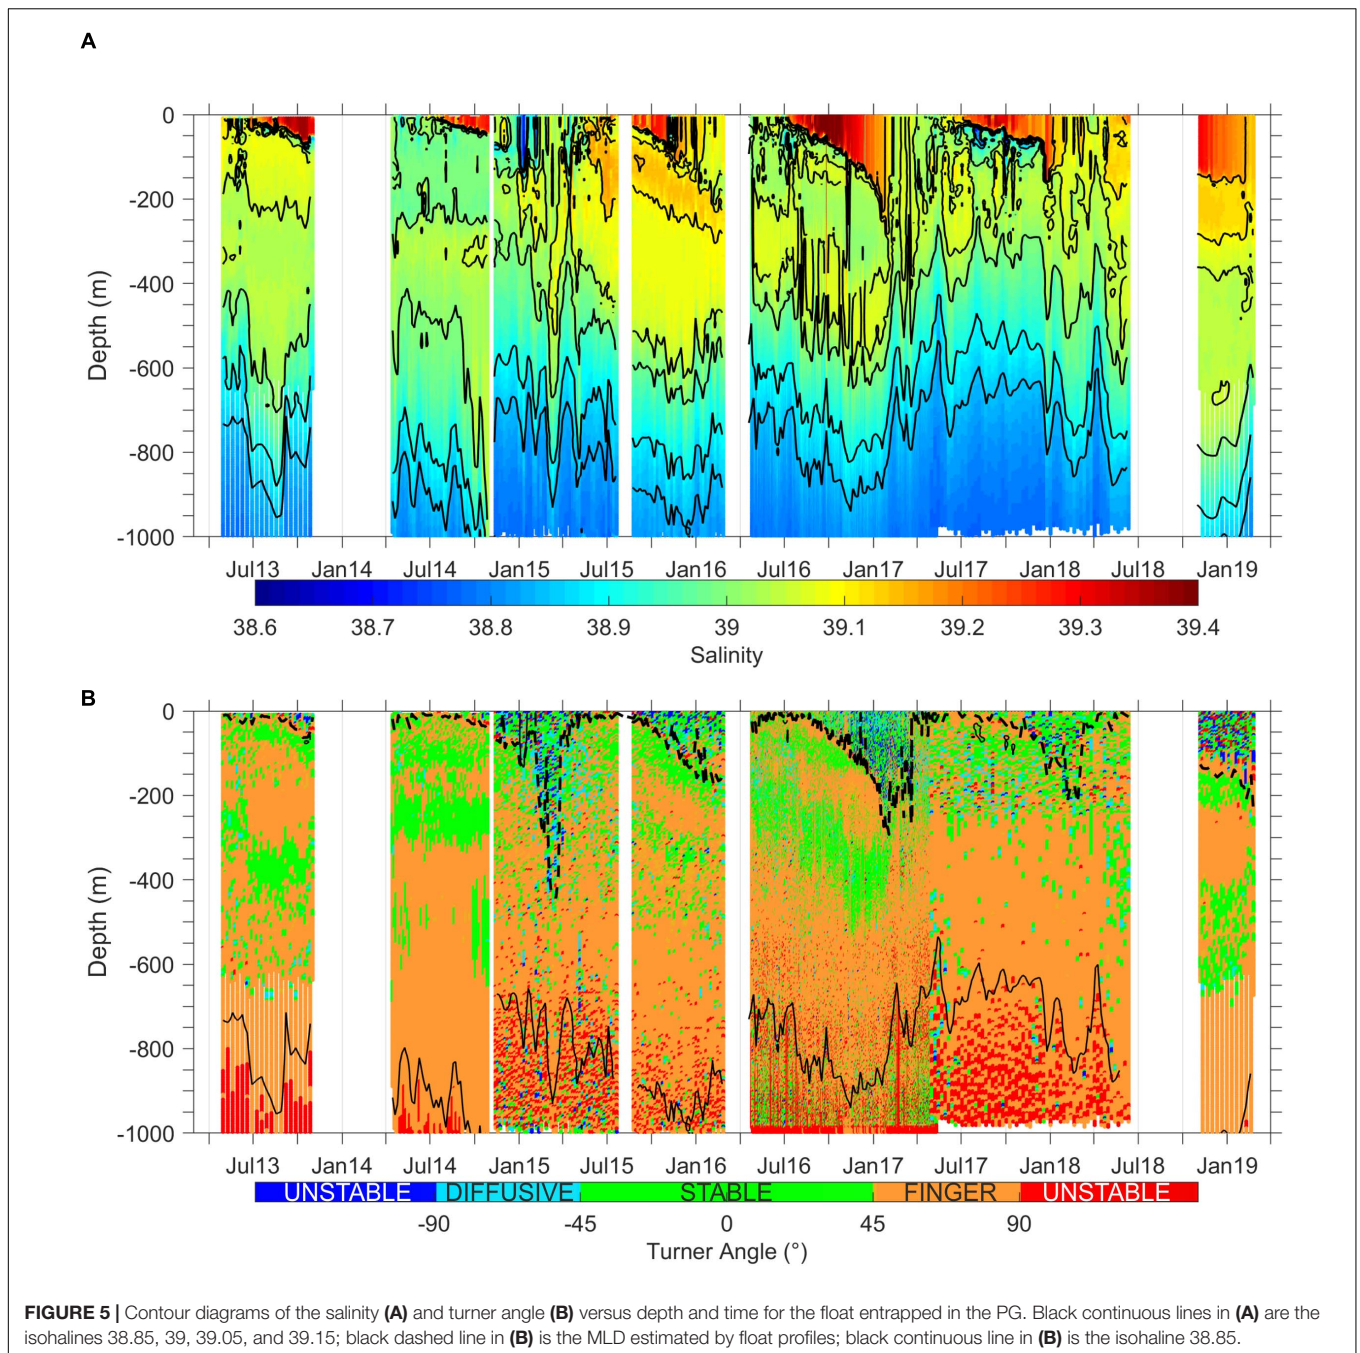 A
0
-200
-400
-600
-800
-1000
Depth (m)
Jul13 Jan14 Jul14 Jan15 Jul15 Jan16 Jul16 Jan17 Jul17 Jan18 Jul18 Jan19
38.6 38.7 38.8 38.9 39 39.1 39.2 39.3 39.4
Salinity
B
0
-200
-400
-600
-800
-1000
Depth (m)
Jul13 Jan14 Jul14 Jan15 Jul15 Jan16 Jul16 Jan17 Jul17 Jan18 Jul18 Jan19
UNSTABLE DIFFUSIVE STABLE FINGER UNSTABLE
-90 -45 0 45 90
Turner Angle (°)
FIGURE 5 | Contour diagrams of the salinity (A) and turner angle (B) versus depth and time for the float entrapped in the PG. Black continuous lines in (A) are the
isohalines 38.85, 39, 39.05, and 39.15; black dashed line in (B) is the MLD estimated by float profiles; black continuous line in (B) is the isohaline 38.85.